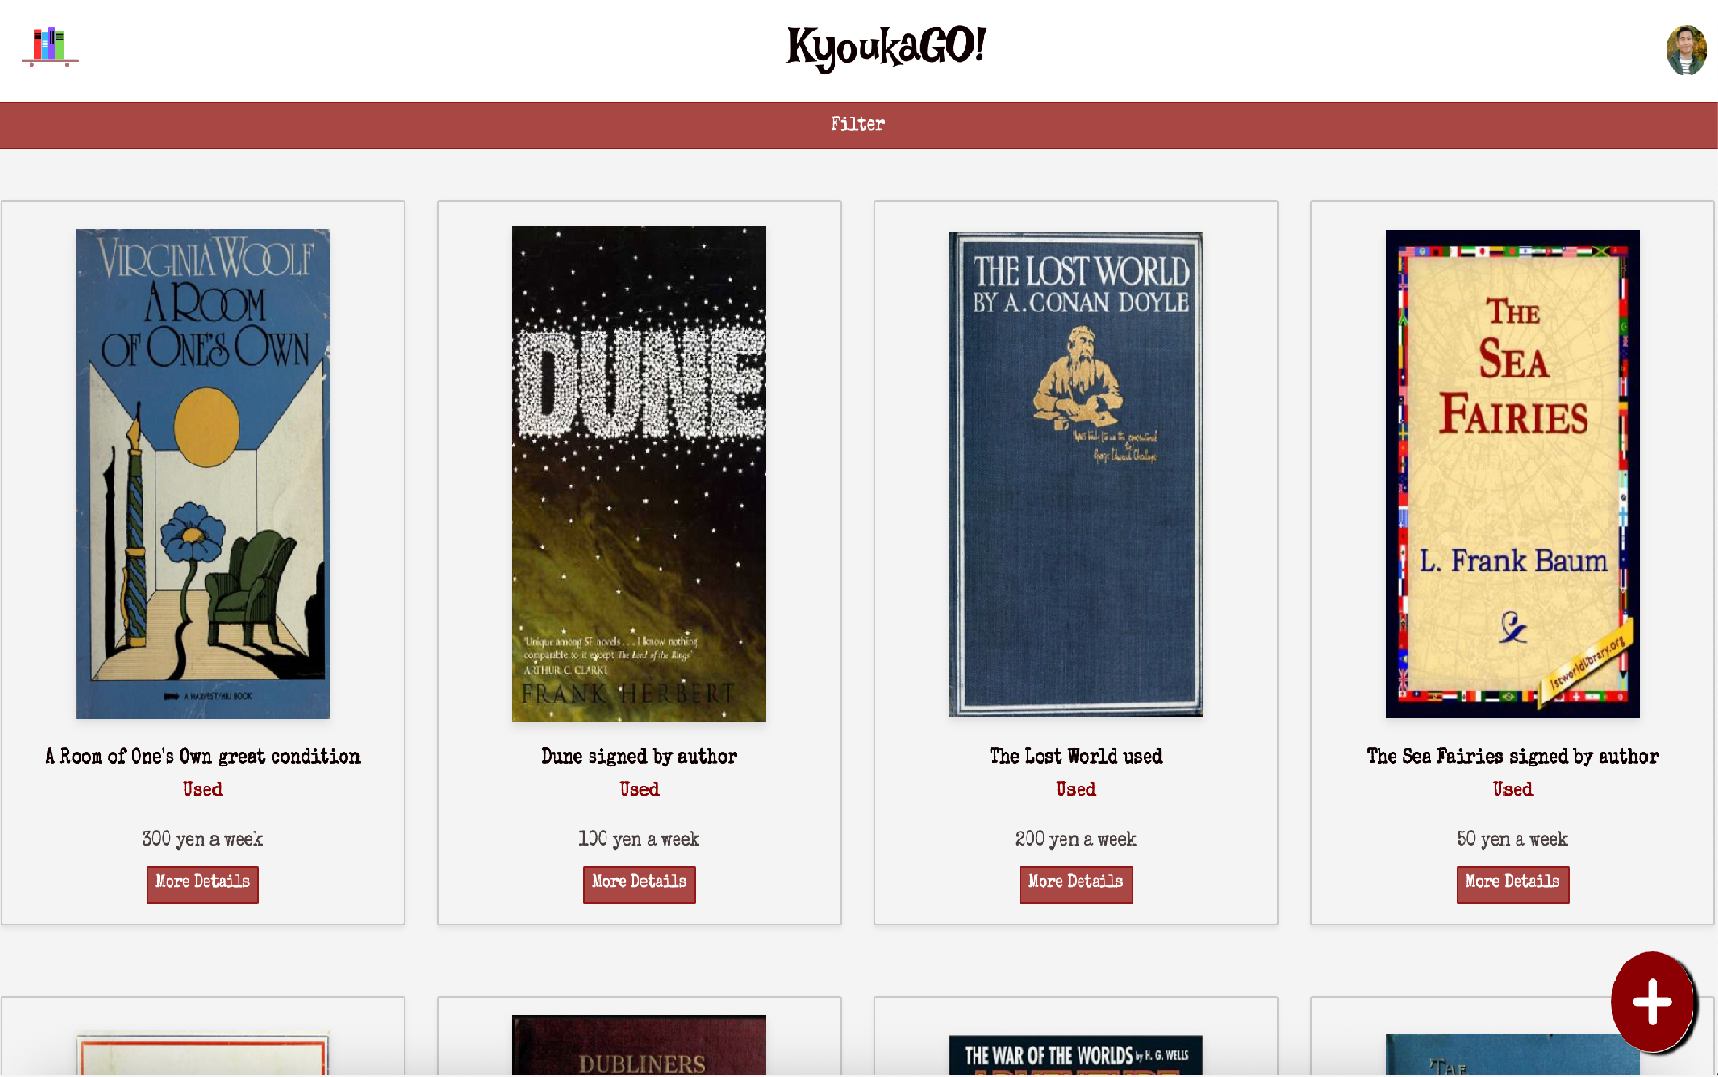 KyoukaGO!
Filter
VIRGINIA WOOLF
A ROOM
OF ONE'S OWN
A HARVEST/HBJ BOOK
A Room of One's Own great condition
Used
300 yen a week
More Details
DUNE
'Unique among SF novels . . . I know nothing
comparable to it except The Lord of the Rings'
ARTHUR C. CLARKE
FRANK HERBERT
Dune signed by author
Used
100 yen a week
More Details
THE LOST WORLD
BY A. CONAN DOYLE
The Lost World used
Used
200 yen a week
More Details
THE
SEA
FAIRIES
L. Frank Baum
1stworldlibrary.org
The Sea Fairies signed by author
Used
50 yen a week
More Details
DUBLINERS
THE WAR OF THE WORLDS by H. G. WELLS
THE